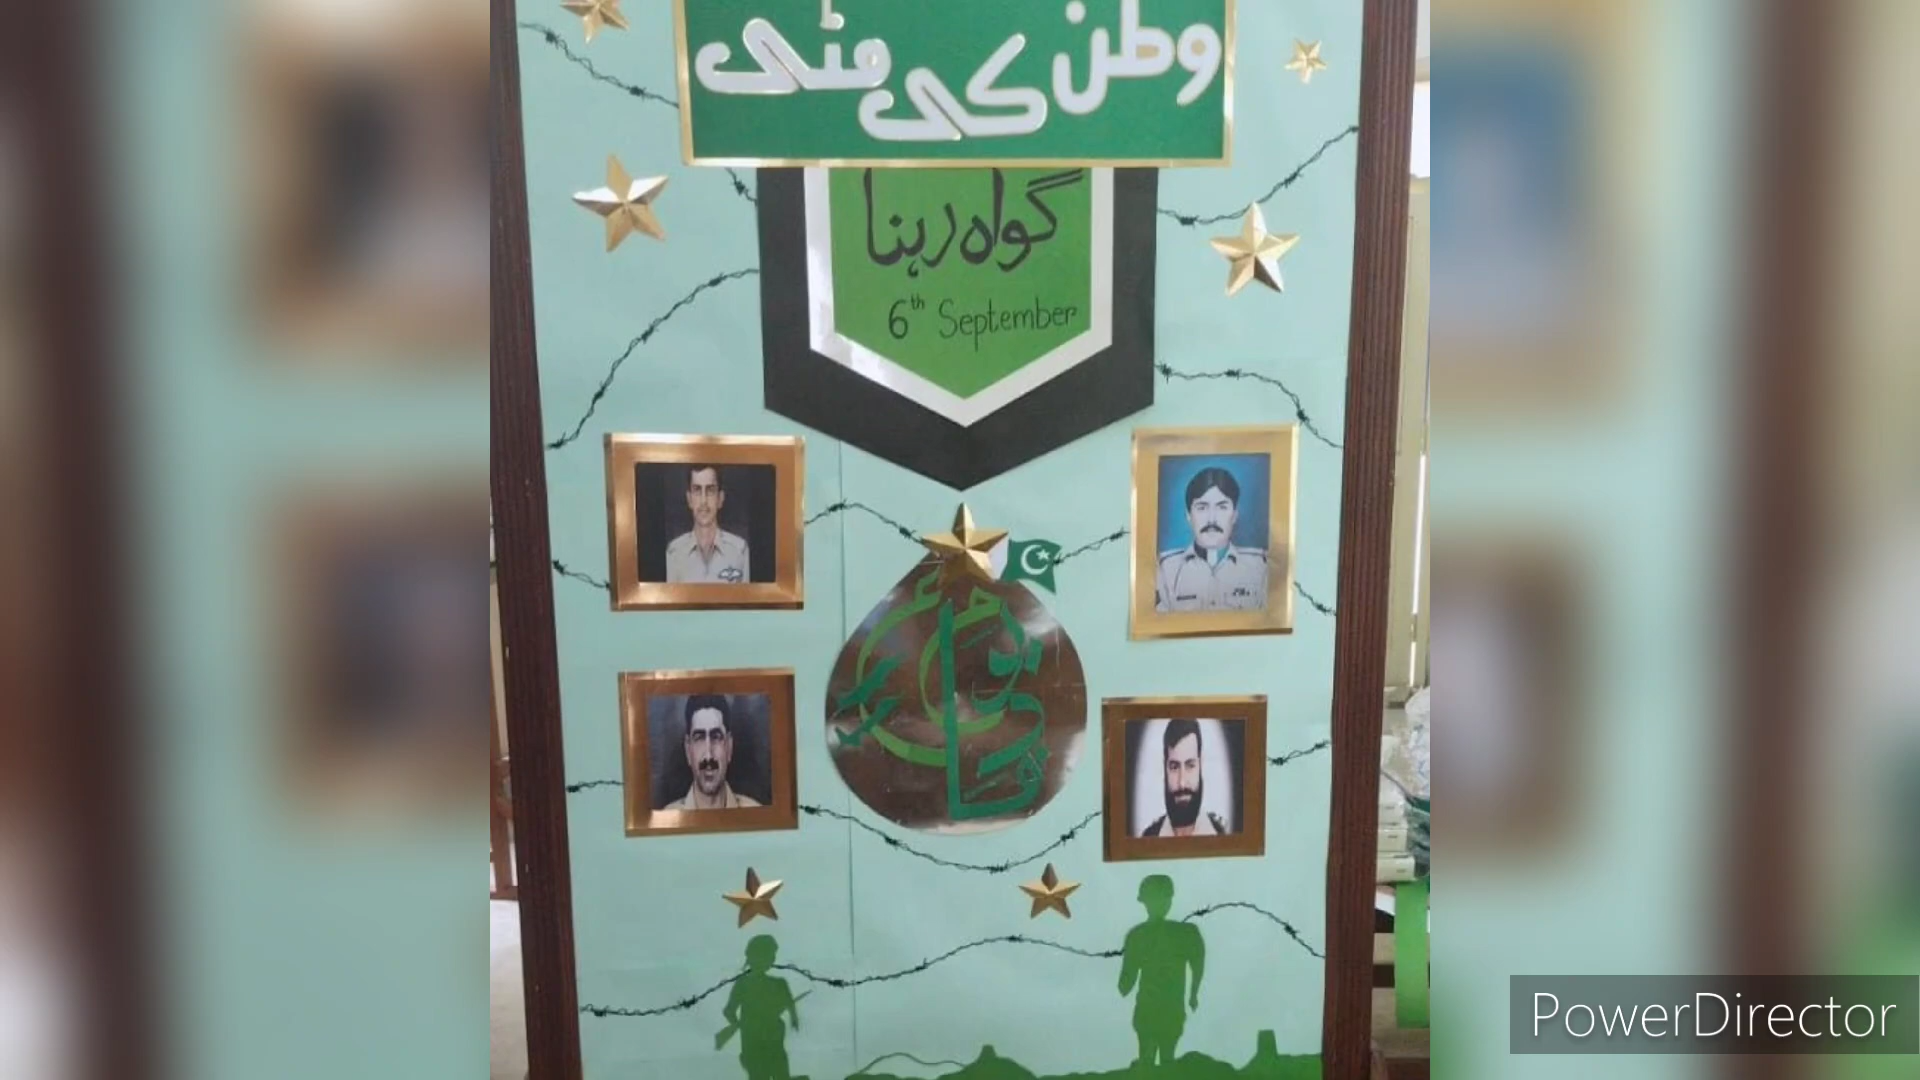 وطن کی مٹی
گواہ رہنا
6th September
PowerDirector